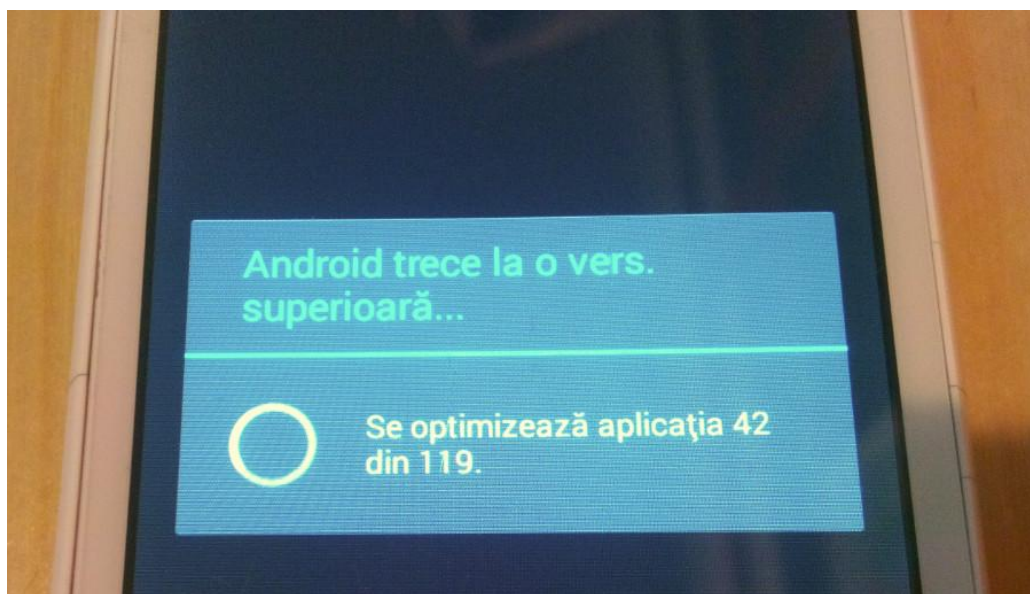 Android trece la o vers.
superioară...
Se optimizează aplicaţia 42
din 119.